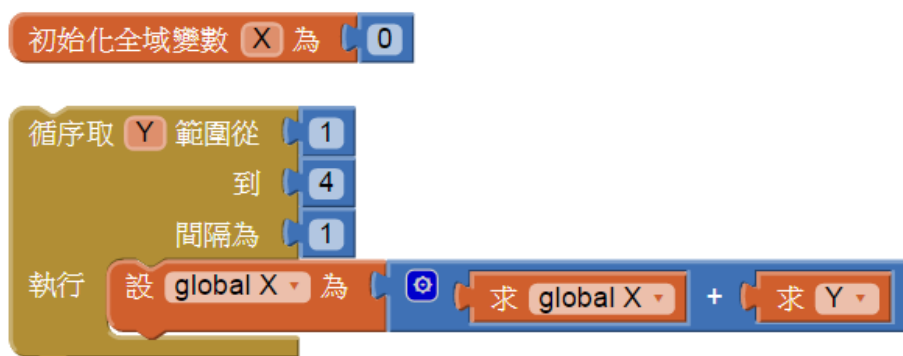 初始化全域變數 X 為 0
循序取 Y 範圍從 1
到 4
間隔為 1
執行 設 global X 為 求 global X + 求 Y